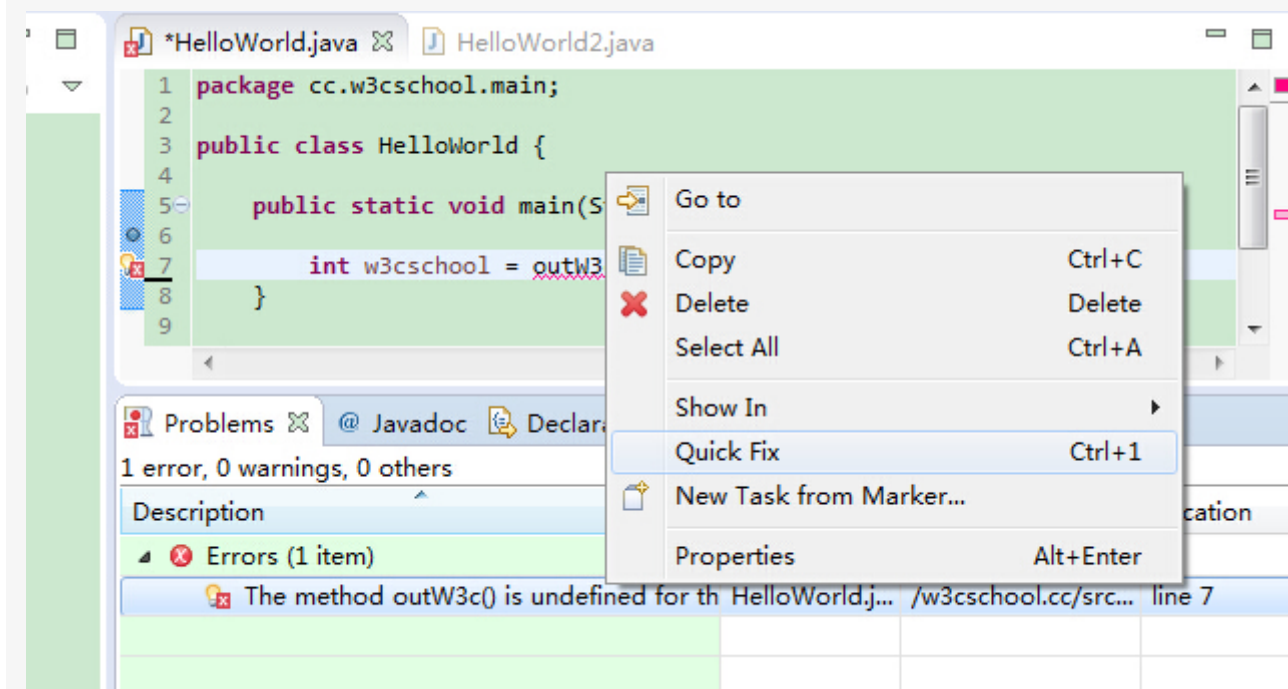 *HelloWorld.java HelloWorld2.java
1 package cc.w3cschool.main;
2
3 public class HelloWorld {
4
5 public static void main(S
6
7 int w3cschool = outW3
8 }
9
Go to
Copy Ctrl+C
Delete Delete
Select All Ctrl+A
Show In
Quick Fix Ctrl+1
New Task from Marker...
Properties Alt+Enter
Problems @ Javadoc Declara
1 error, 0 warnings, 0 others
Description cation
Errors (1 item)
The method outW3c() is undefined for th HelloWorld.j... /w3cschool.cc/src... line 7